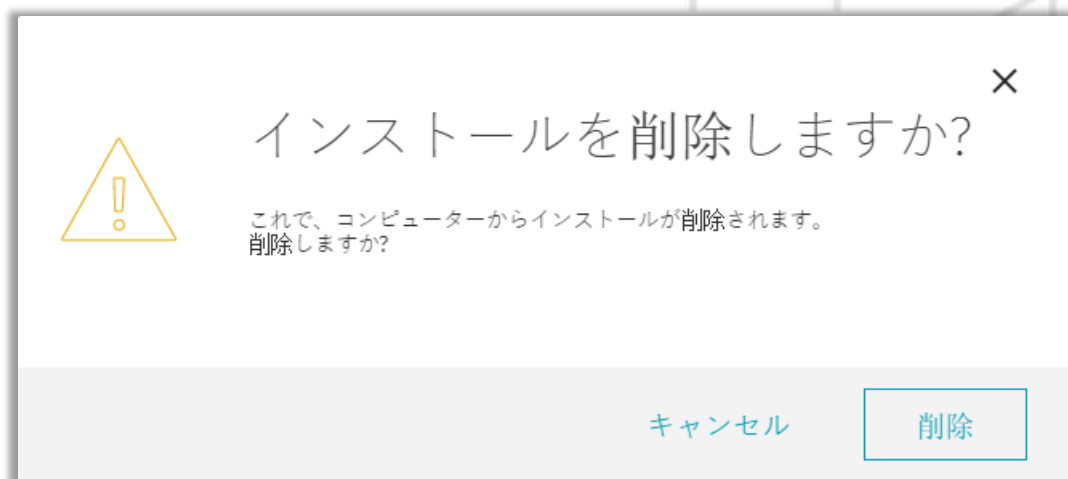 インストールを削除しますか?
これで、コンピューターからインストールが削除されます。
削除しますか?
キャンセル
削除